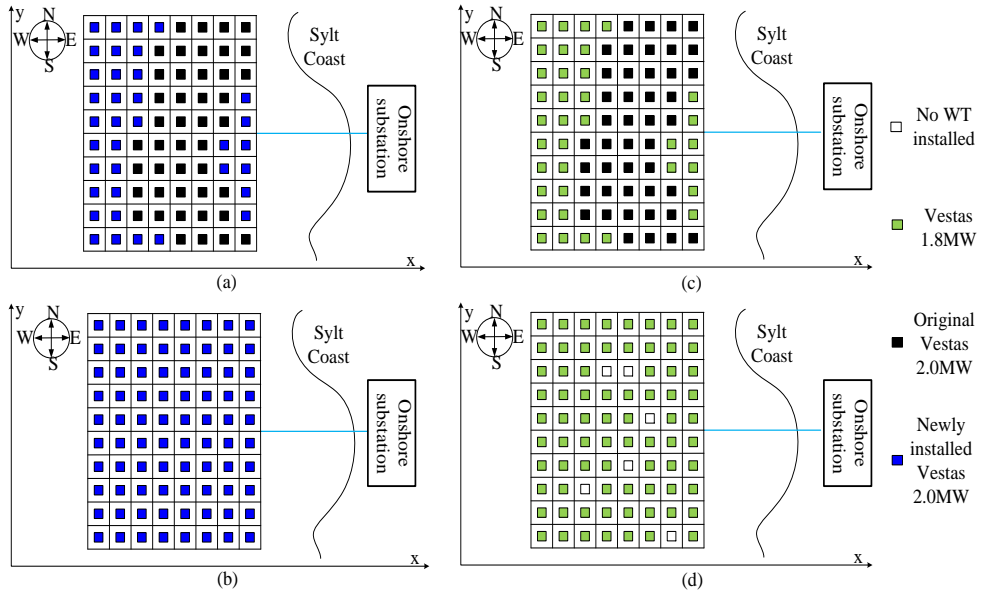 y
N
W
E
S
Sylt
Coast
Onshore
substation
x
(a)
y
N
W
E
S
Sylt
Coast
Onshore
substation
x
(c)
No WT
installed
Vestas
1.8MW
Original
Vestas
2.0MW
Newly
installed
Vestas
2.0MW
y
N
W
E
S
Sylt
Coast
Onshore
substation
x
(b)
y
N
W
E
S
Sylt
Coast
Onshore
substation
x
(d)